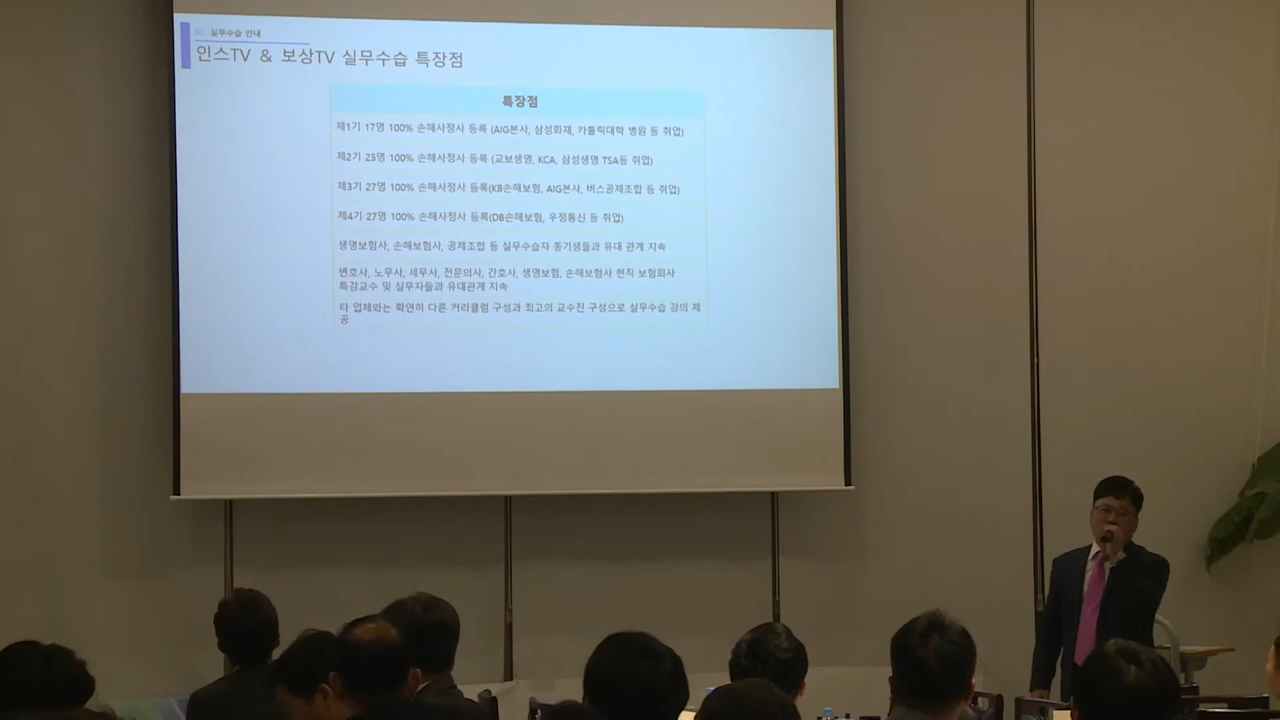 실무수습 안내
인스TV & 보상TV 실무수습 특장점
특장점
제1기 17명 100% 손해사정사 등록 (AIG본사, 삼성화재, 카톨릭대학 병원 등 취업)
제2기 23명 100% 손해사정사 등록 (교보생명, KCA, 삼성생명 TSA등 취업)
제3기 27명 100% 손해사정사 등록(KB손해보험, AIG본사, 버스공제조합 등 취업)
제4기 27명 100% 손해사정사 등록(DB손해보험, 우정통신 등 취업)
생명보험사, 손해보험사, 공제조합 등 실무수습자 동기생들과 유대 관계 지속
변호사, 노무사, 세무사, 전문의사, 간호사, 생명보험, 손해보험사 현직 보험회사
특강교수 및 실무자들과 유대관계 지속
타 업체와는 확연히 다른 커리큘럼 구성과 최고의 교수진 구성으로 실무수습 강의 제
공